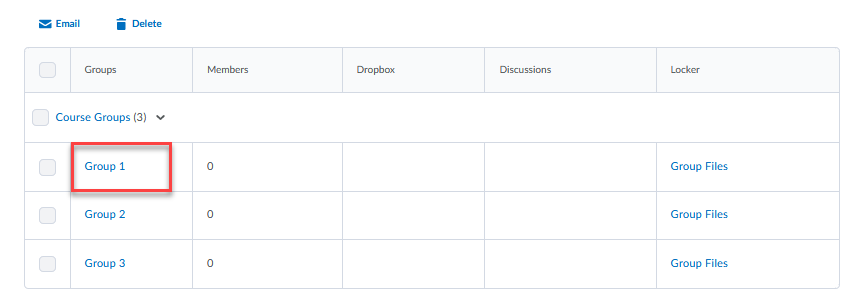 Email Delete
Groups Members Dropbox Discussions Locker
Course Groups (3)
Group 1 0 Group Files
Group 2 0 Group Files
Group 3 0 Group Files